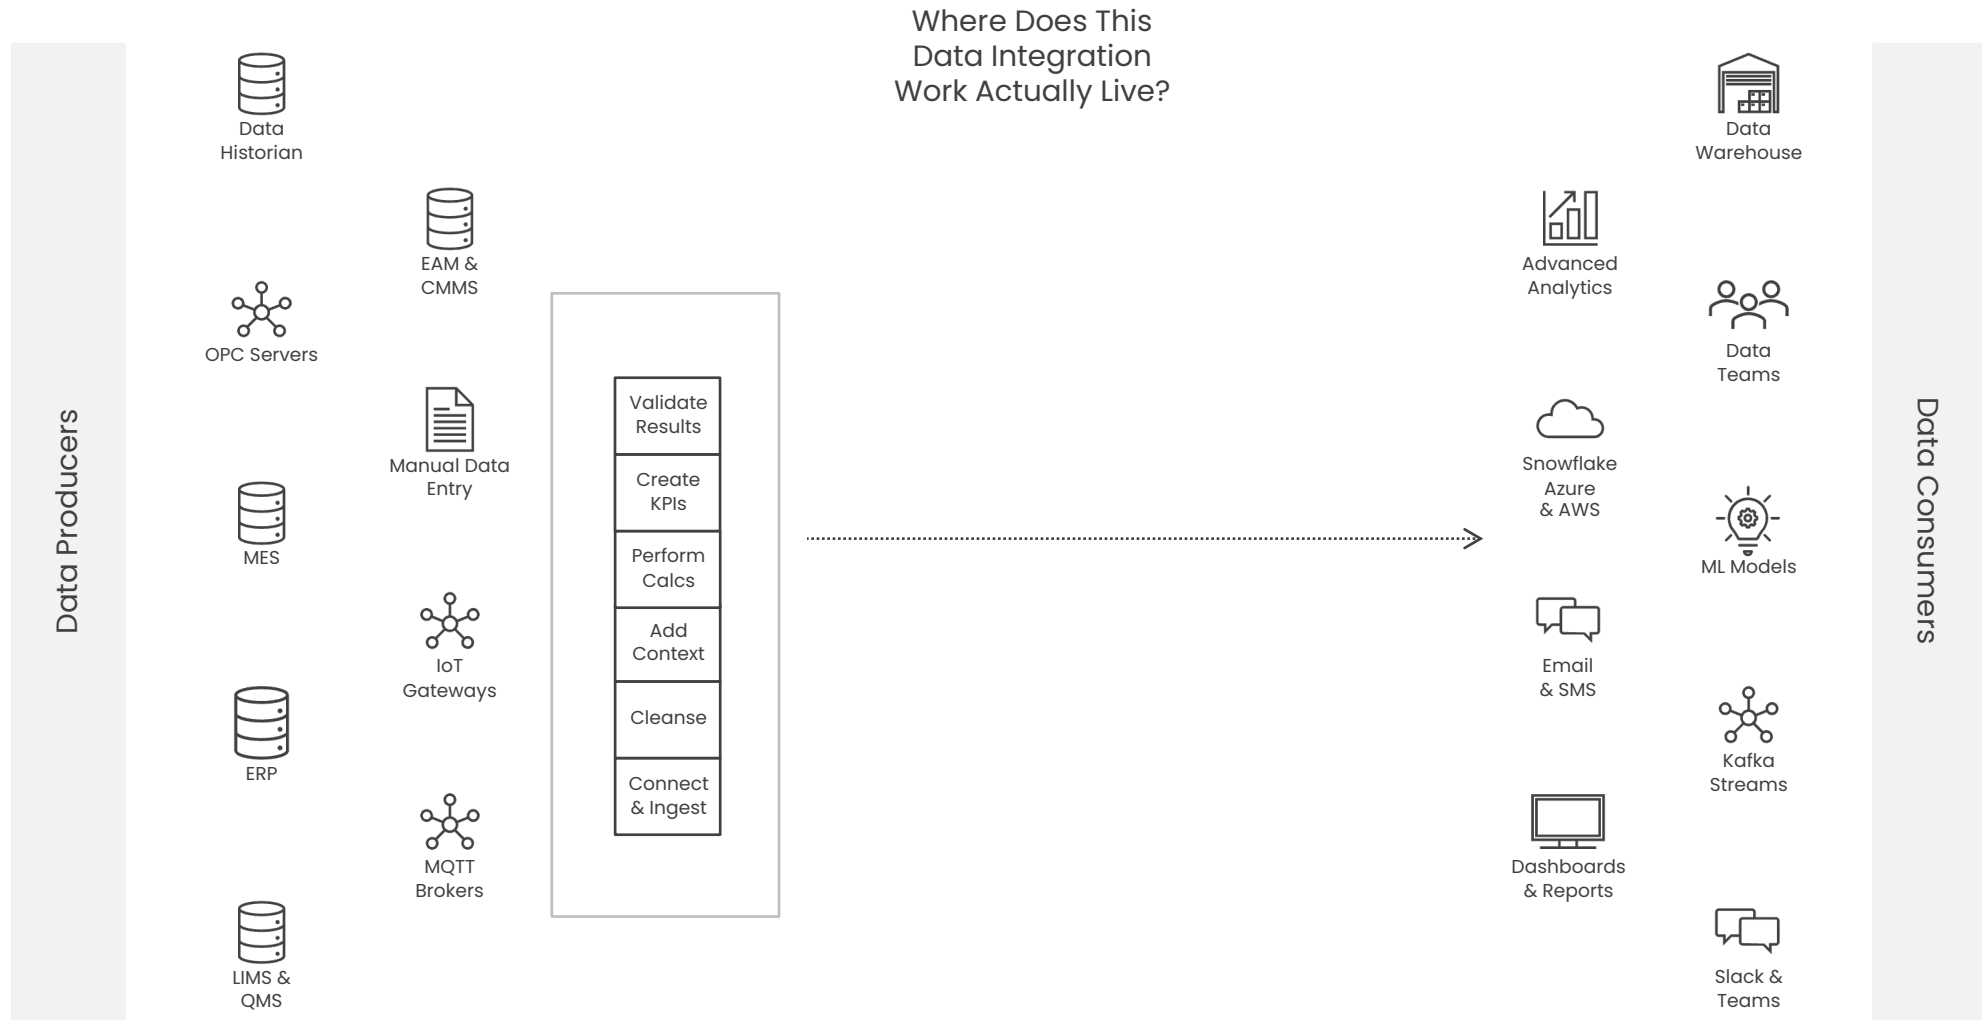 Where Does This
Data Integration
Work Actually Live?
Data Producers
Data
Historian
OPC Servers
MES
ERP
LIMS &
QMS
EAM &
CMMS
Manual Data
Entry
IoT
Gateways
MQTT
Brokers
Validate
Results
Create
KPIs
Perform
Calcs
Add
Context
Cleanse
Connect
& Ingest
Advanced
Analytics
Snowflake
Azure
& AWS
Email
& SMS
Dashboards
& Reports
Data
Warehouse
Data
Teams
ML Models
Kafka
Streams
Slack &
Teams
Data Consumers